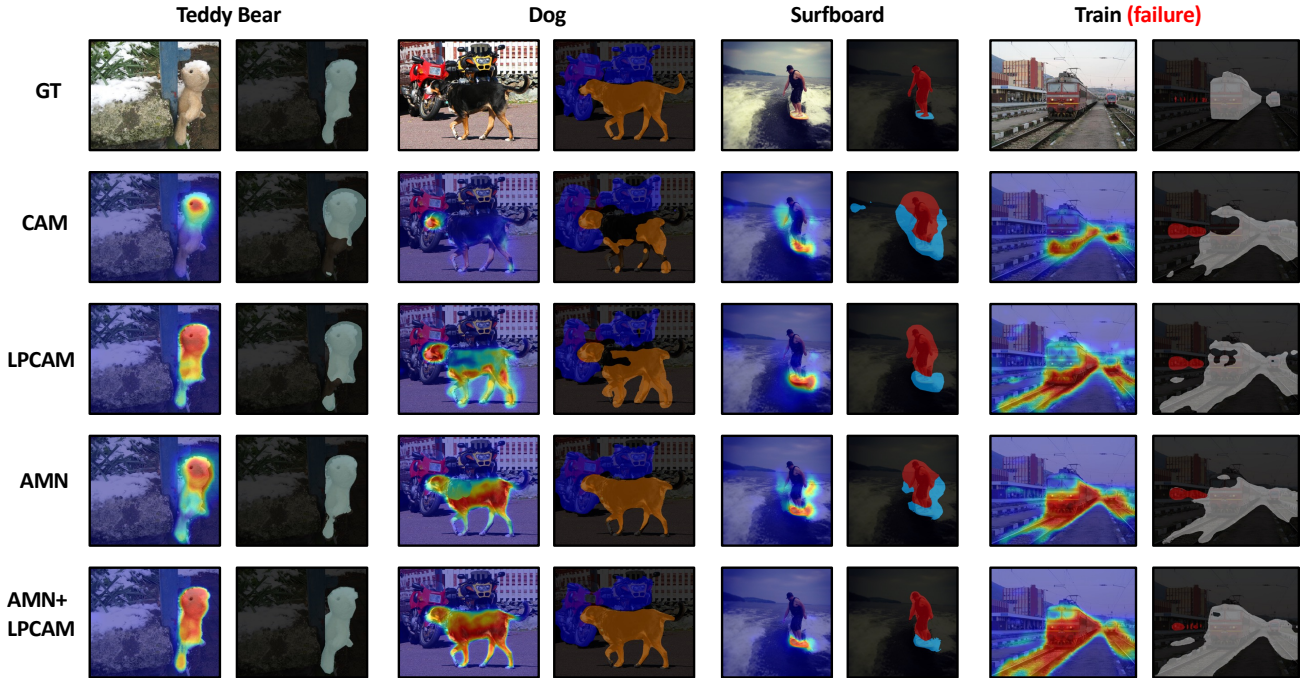 Teddy Bear Dog Surfboard Train (failure)
GT
CAM
LPCAM
AMN
AMN+
LPCAM